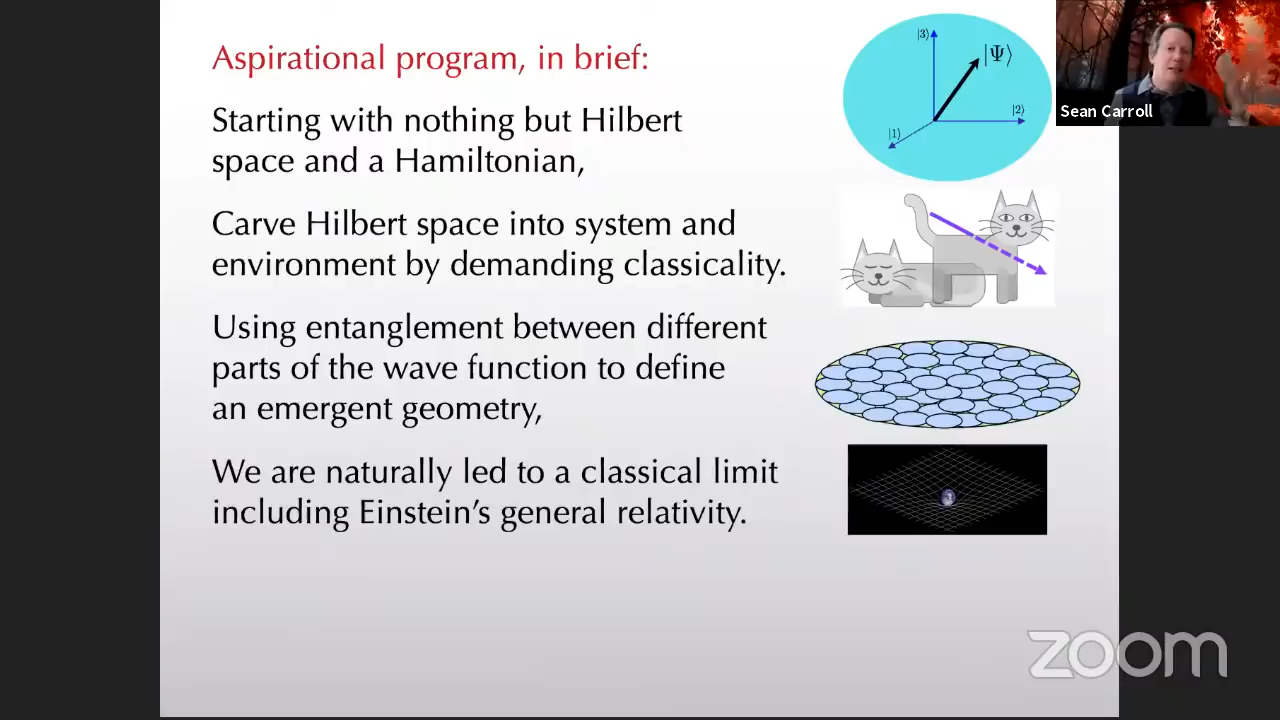 Aspirational program, in brief:
Starting with nothing but Hilbert
space and a Hamiltonian,
Carve Hilbert space into system and
environment by demanding classicality.
Using entanglement between different
parts of the wave function to define
an emergent geometry,
We are naturally led to a classical limit
including Einstein's general relativity.
|3⟩
|Ψ⟩
|2⟩
|1⟩
Sean Carroll
zoom